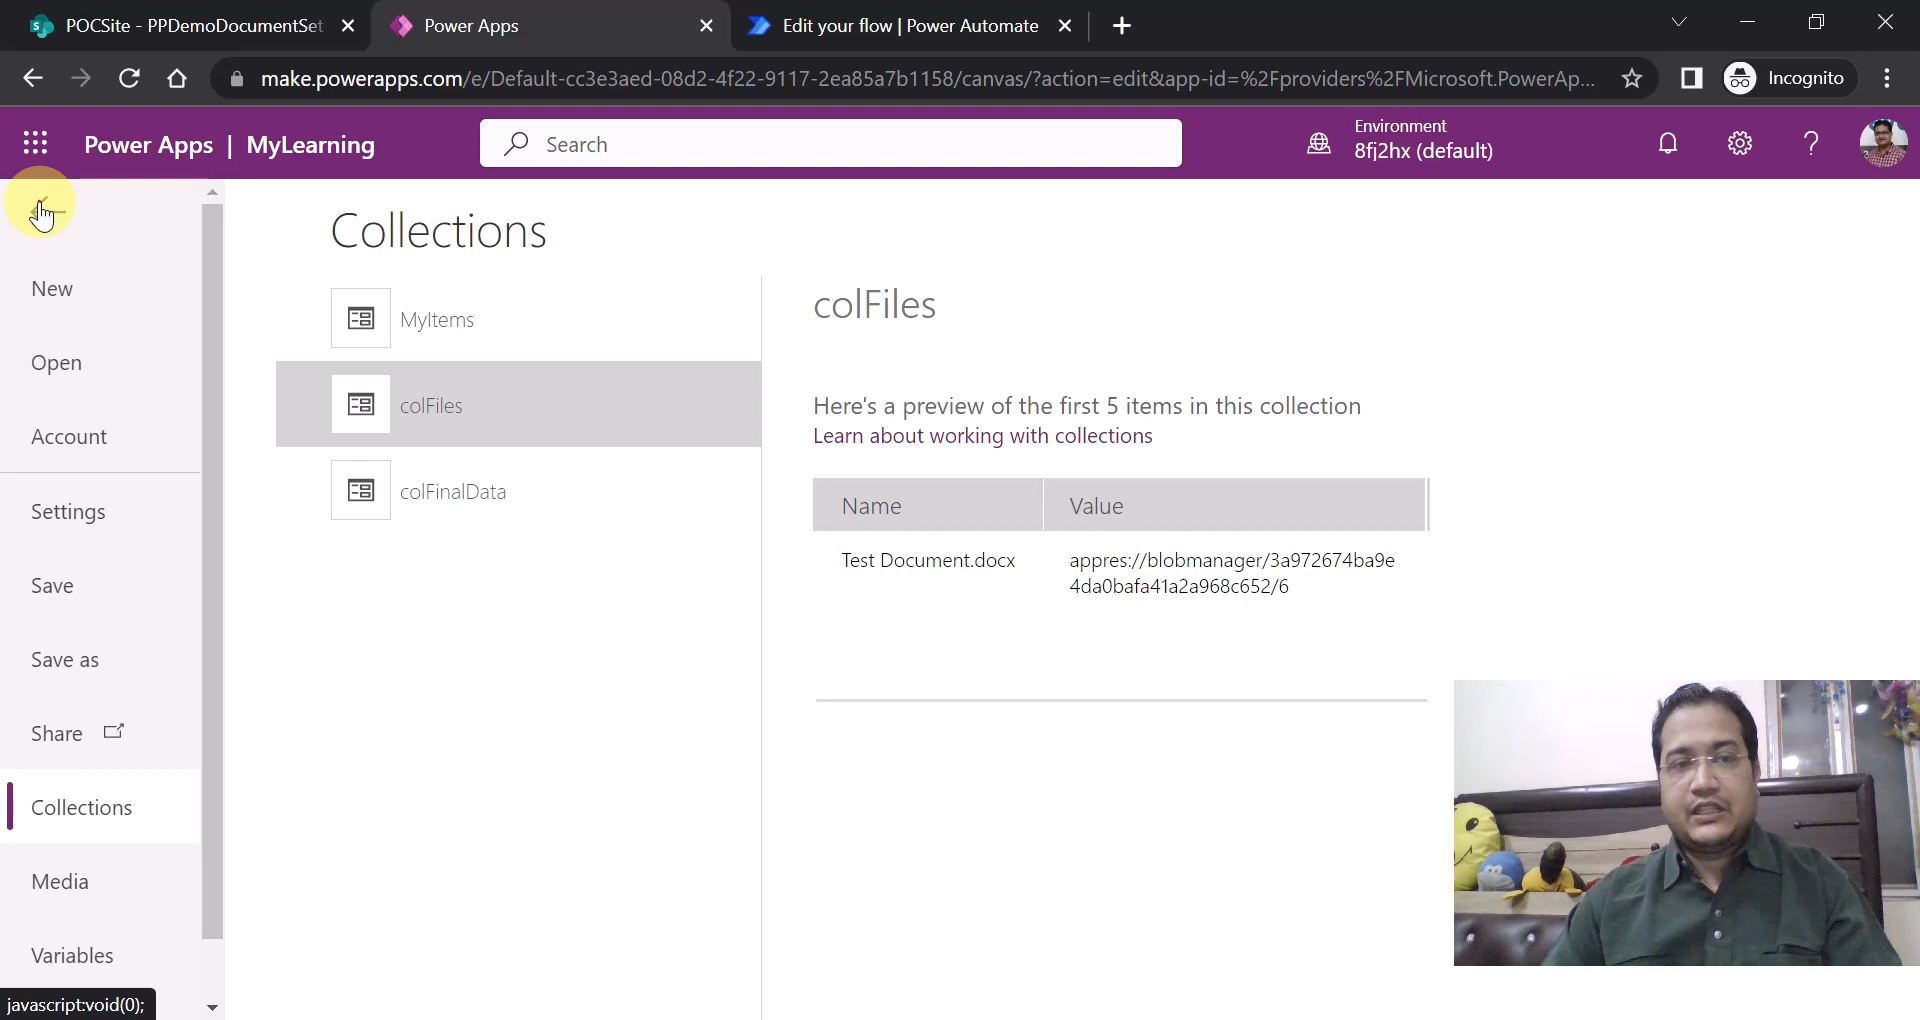 POCSite - PPDemoDocumentSet
Power Apps
Edit your flow | Power Automate
make.powerapps.com/e/Default-cc3e3aed-08d2-4f22-9117-2ea85a7b1158/canvas/?action=edit&app-id=%2Fproviders%2FMicrosoft.PowerAp...
Incognito
Power Apps | MyLearning
Search
Environment
8fj2hx (default)
New
Open
Account
Settings
Save
Save as
Share
Collections
Media
Variables
javascript:void(0);
Collections
MyItems
colFiles
colFinalData
colFiles
Here's a preview of the first 5 items in this collection
Learn about working with collections
Name Value
Test Document.docx appres://blobmanager/3a972674ba9e
4da0bafa41a2a968c652/6